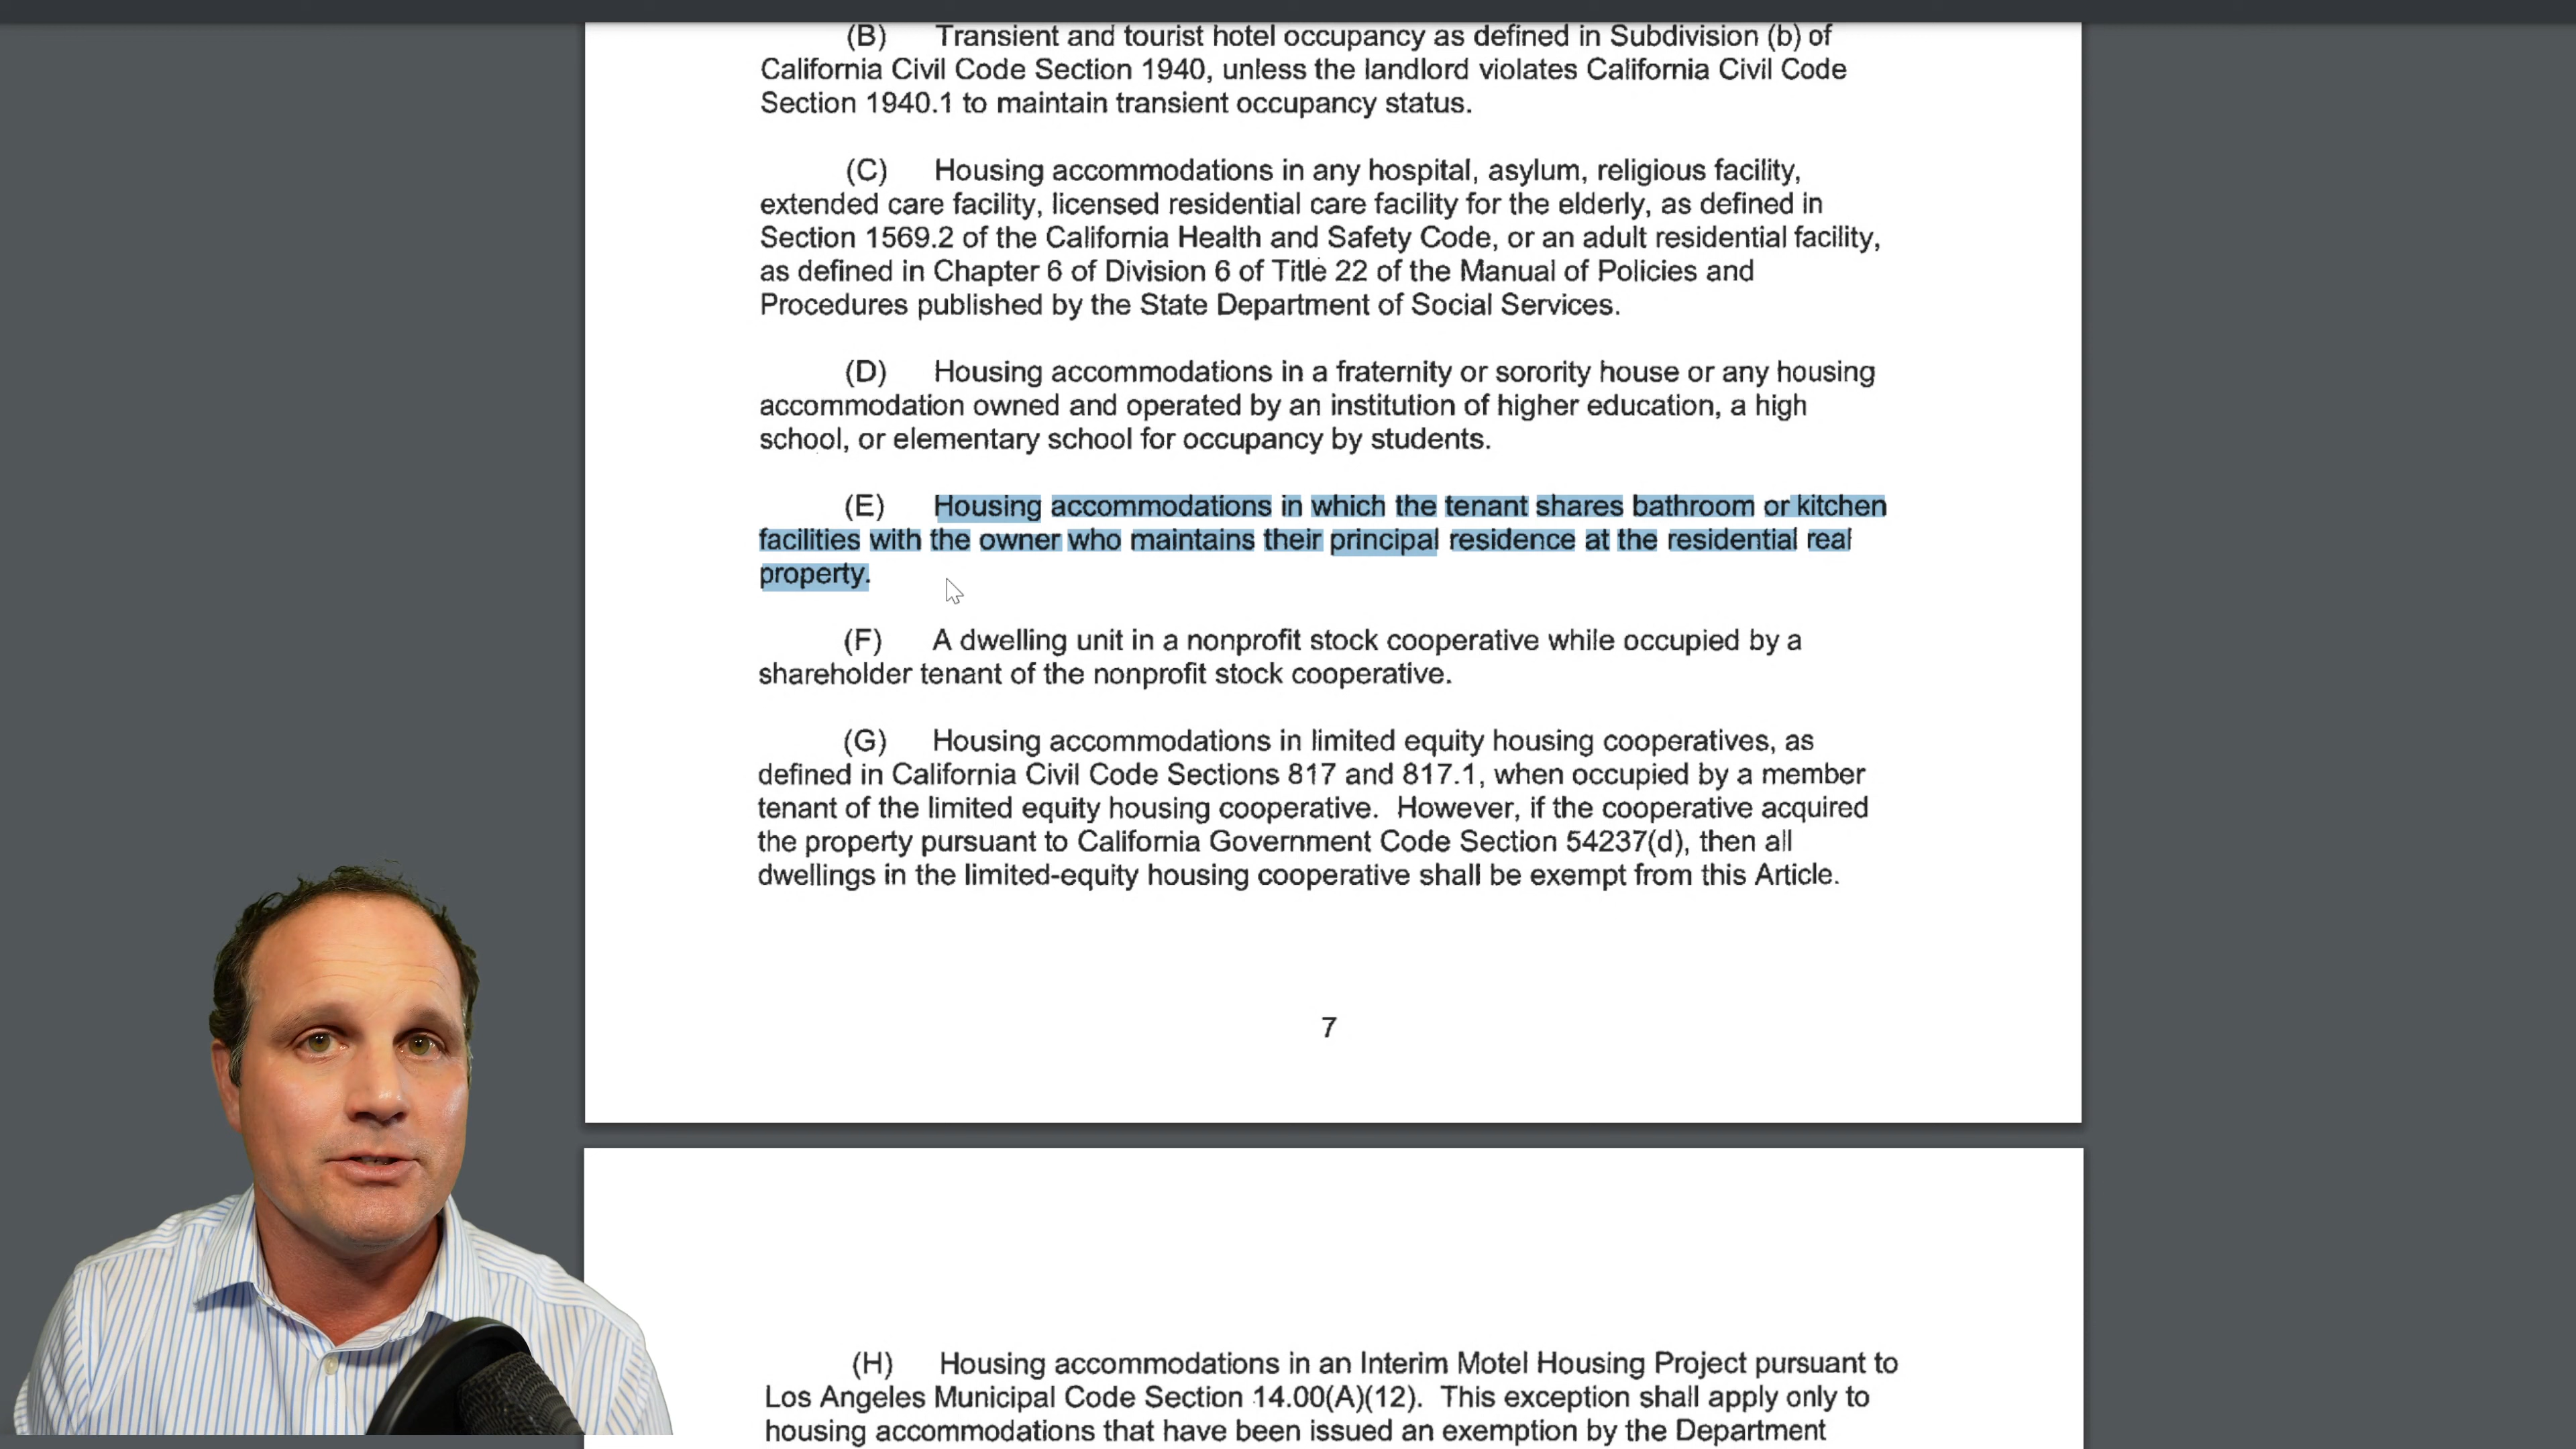 (B) Transient and tourist hotel occupancy as defined in Subdivision (b) of
California Civil Code Section 1940, unless the landlord violates California Civil Code
Section 1940.1 to maintain transient occupancy status.
(C) Housing accommodations in any hospital, asylum, religious facility,
extended care facility, licensed residential care facility for the elderly, as defined in
Section 1569.2 of the California Health and Safety Code, or an adult residential facility,
as defined in Chapter 6 of Division 6 of Title 22 of the Manual of Policies and
Procedures published by the State Department of Social Services.
(D) Housing accommodations in a fraternity or sorority house or any housing
accommodation owned and operated by an institution of higher education, a high
school, or elementary school for occupancy by students.
(E) Housing accommodations in which the tenant shares bathroom or kitchen
facilities with the owner who maintains their principal residence at the residential real
property.
(F) A dwelling unit in a nonprofit stock cooperative while occupied by a
shareholder tenant of the nonprofit stock cooperative.
(G) Housing accommodations in limited equity housing cooperatives, as
defined in California Civil Code Sections 817 and 817.1, when occupied by a member
tenant of the limited equity housing cooperative. However, if the cooperative acquired
the property pursuant to California Government Code Section 54237(d), then all
dwellings in the limited-equity housing cooperative shall be exempt from this Article.
7
(H) Housing accommodations in an Interim Motel Housing Project pursuant to
Los Angeles Municipal Code Section 14.00(A)(12). This exception shall apply only to
housing accommodations that have been issued an exemption by the Department